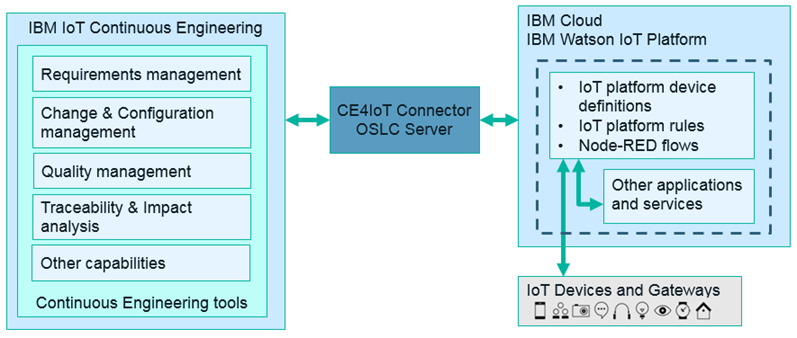 IBM IoT Continuous Engineering
Requirements management
Change & Configuration
management
Quality management
Traceability & Impact
analysis
Other capabilities
Continuous Engineering tools
CE4IoT Connector
OSLC Server
IBM Cloud
IBM Watson IoT Platform
• IoT platform device
definitions
• IoT platform rules
• Node-RED flows
Other applications
and services
IoT Devices and Gateways